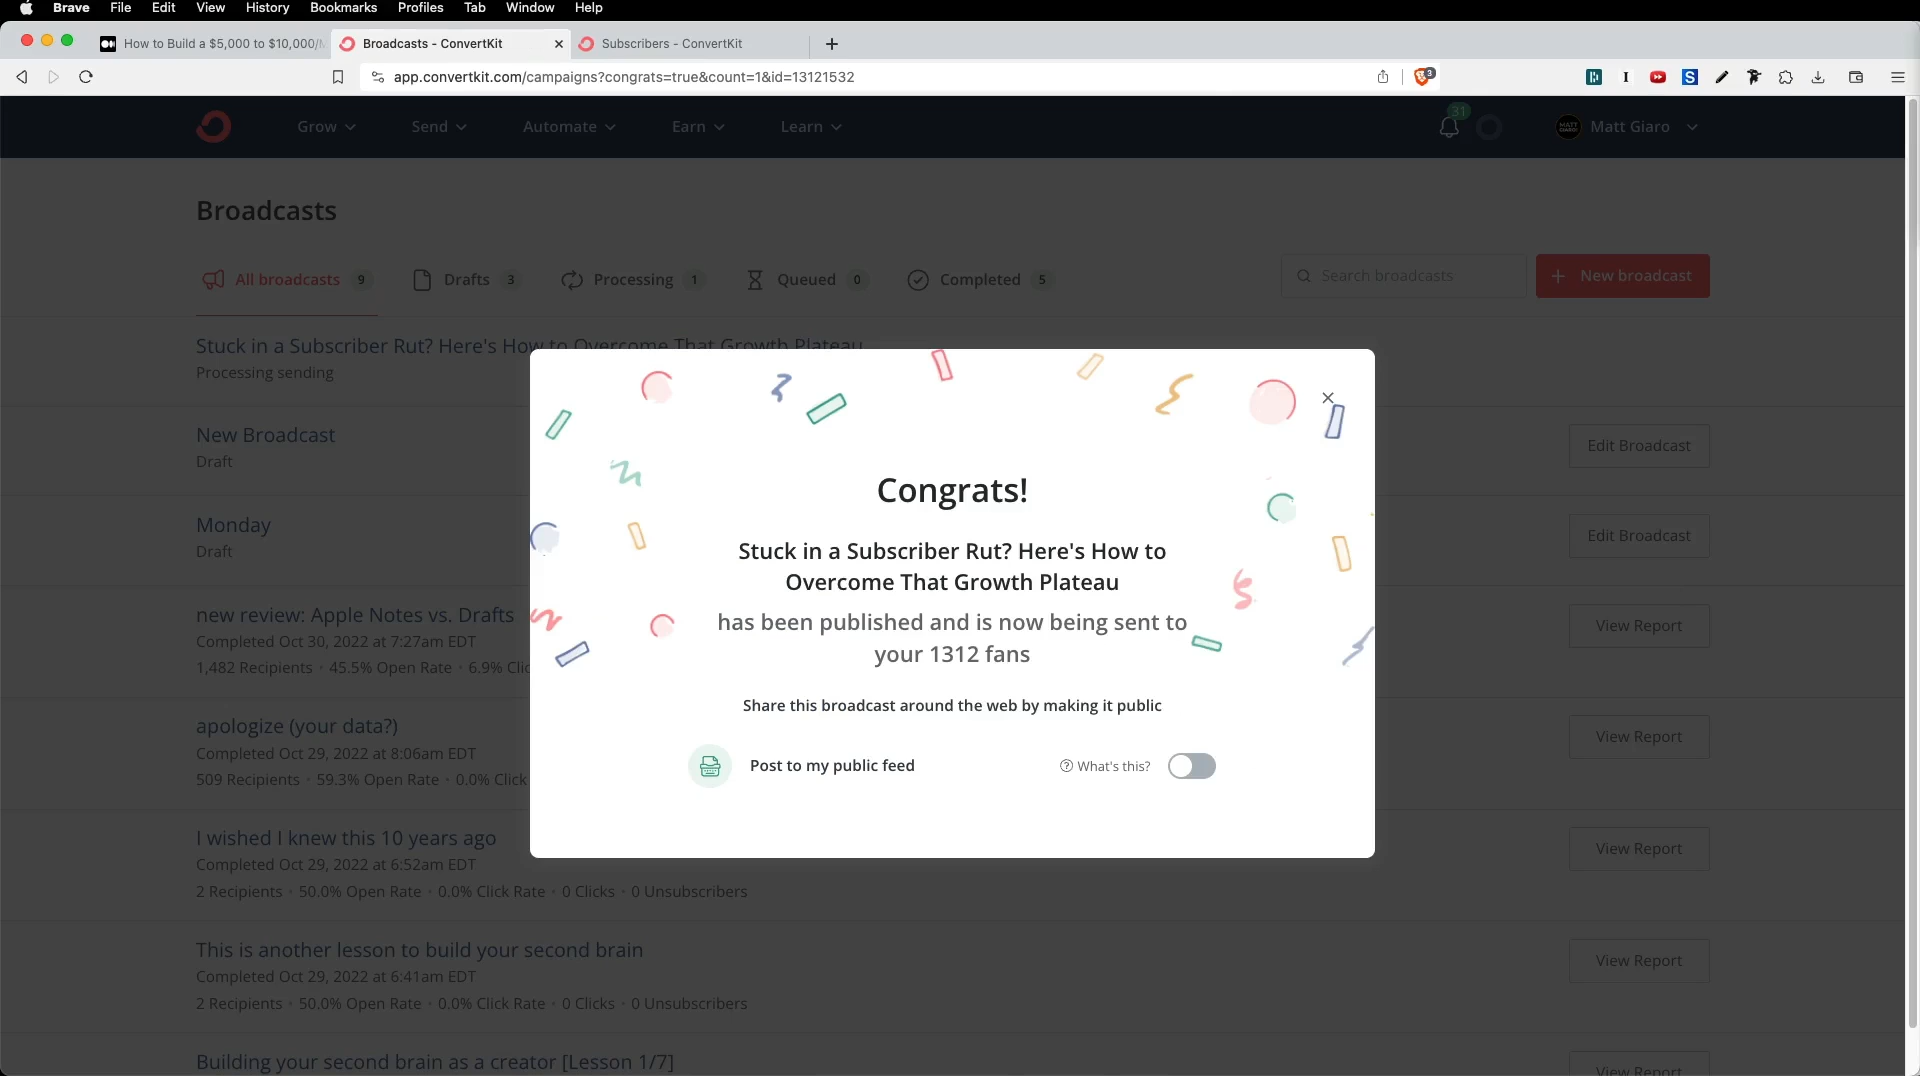 Brave File Edit View History Bookmarks Profiles Tab Window Help
How to Build a $5,000 to $10,000/
Broadcasts - ConvertKit
Subscribers - ConvertKit
app.convertkit.com/campaigns?congrats=true&count=1&id=13121532
3
Grow Send Automate Earn Learn
31
Matt Giaro
Broadcasts
All broadcasts 9 Drafts 3 Processing 1 Queued 0 Completed 5
Search broadcasts
+ New broadcast
Stuck in a Subscriber Rut? Here's How to Overcome That Growth Plateau
Processing sending
New Broadcast
Draft
Edit Broadcast
Monday
Draft
Edit Broadcast
new review: Apple Notes vs. Drafts
Completed Oct 30, 2022 at 7:27am EDT
1,482 Recipients · 45.5% Open Rate · 6.9% Clic
View Report
apologize (your data?)
Completed Oct 29, 2022 at 8:06am EDT
509 Recipients · 59.3% Open Rate · 0.0% Click
View Report
I wished I knew this 10 years ago
Completed Oct 29, 2022 at 6:52am EDT
2 Recipients · 50.0% Open Rate · 0.0% Click Rate · 0 Clicks · 0 Unsubscribers
View Report
This is another lesson to build your second brain
Completed Oct 29, 2022 at 6:41am EDT
2 Recipients · 50.0% Open Rate · 0.0% Click Rate · 0 Clicks · 0 Unsubscribers
View Report
Building your second brain as a creator [Lesson 1/7]
View Report
Congrats!
Stuck in a Subscriber Rut? Here's How to
Overcome That Growth Plateau
has been published and is now being sent to
your 1312 fans
Share this broadcast around the web by making it public
Post to my public feed
What's this?